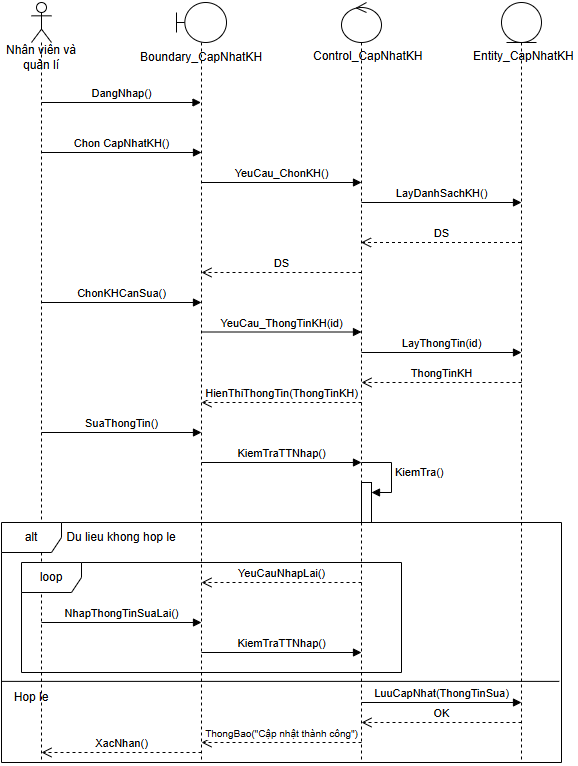 Nhân viên và
quản lí
Boundary_CapNhatKH
Control_CapNhatKH
Entity_CapNhatKH
DangNhap()
Chon CapNhatKH()
YeuCau_ChonKH()
LayDanhSachKH()
DS
DS
ChonKHCanSua()
YeuCau_ThongTinKH(id)
LayThongTin(id)
ThongTinKH
HienThiThongTin(ThongTinKH)
SuaThongTin()
KiemTraTTNhap()
KiemTra()
alt
Du lieu khong hop le
loop
YeuCauNhapLai()
NhapThongTinSuaLai()
KiemTraTTNhap()
Hop le
LuuCapNhat(ThongTinSua)
OK
ThongBao("Cập nhật thành công")
XacNhan()